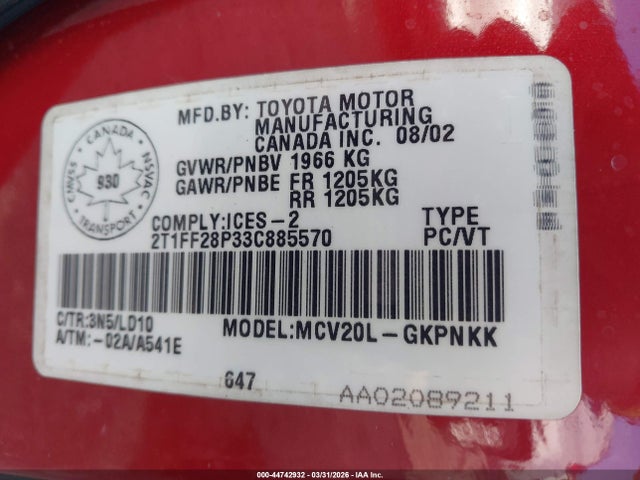 MFD.BY: TOYOTA MOTOR
MANUFACTURING
CANADA INC. 08/02
GVWR/PNBV 1966 KG
GAWR/PNBE FR 1205KG
RR 1205KG
COMPLY:ICES-2 TYPE
2T1FF28P33C885570 PC/VT
CANADA
CMVSS NSVAC
930
TRANSPORT
C/TR:3N5/LD10
A/TM:-02A/A541E
MODEL:MCV20L-GKPNKK
647
AA02089211
000-44742932 - 03/31/2026 - IAA Inc.